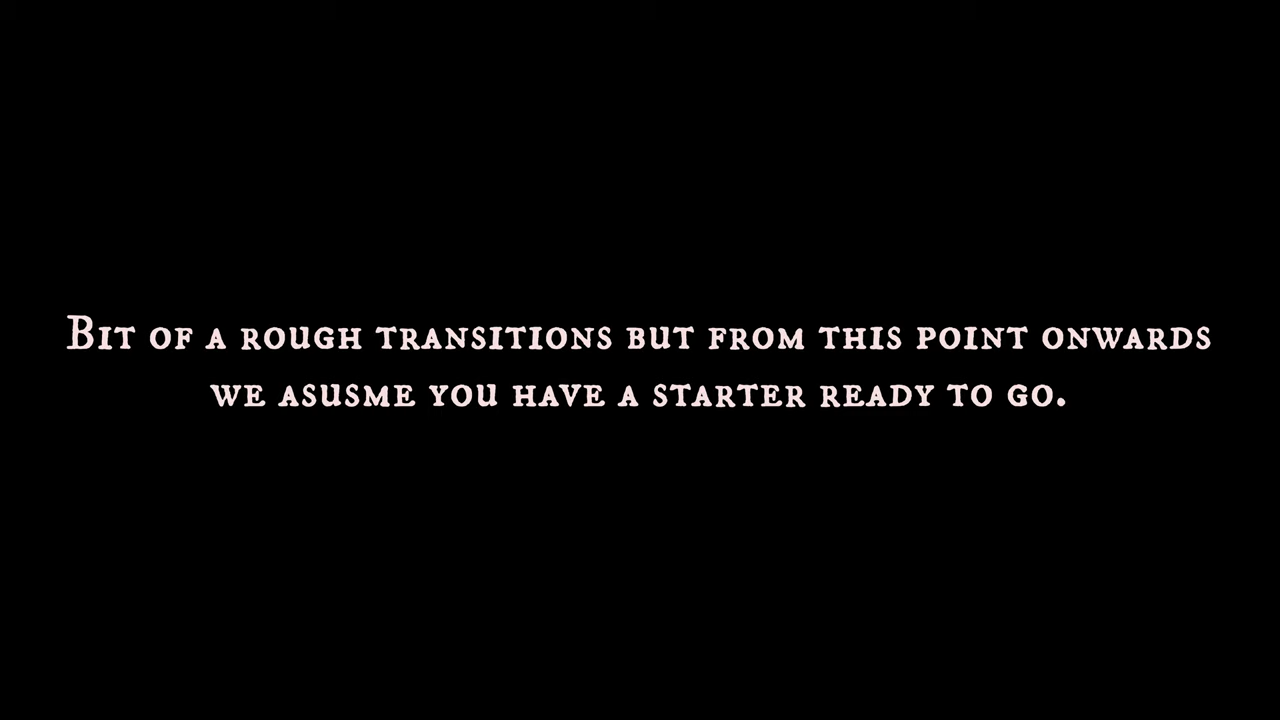 Bit of a rough transitions but from this point onwards
we asusme you have a starter ready to go.